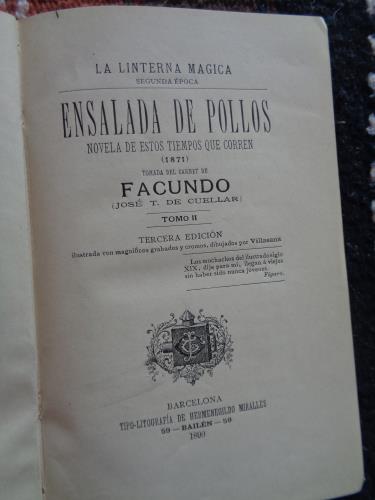 LA LINTERNA MAGICA
SEGUNDA ÉPOCA
ENSALADA DE POLLOS
NOVELA DE ESTOS TIEMPOS QUE CORREN
(1871)
TOMADA DEL CARNET DE
FACUNDO
(JOSÉ T. DE CUELLAR)
TOMO II
TERCERA EDICIÓN
ilustrada con magníficos grabados y cromos, dibujados por Villasana
Los muchachos del ilustrado siglo
XIX, dije para mí, llegan á viejos
sin haber sido nunca jóvenes.
Fígaro.
BARCELONA
TIPO-LITOGRAFÍA DE HERMENEGILDO MIRALLES
59 — BAILÉN — 59
1890